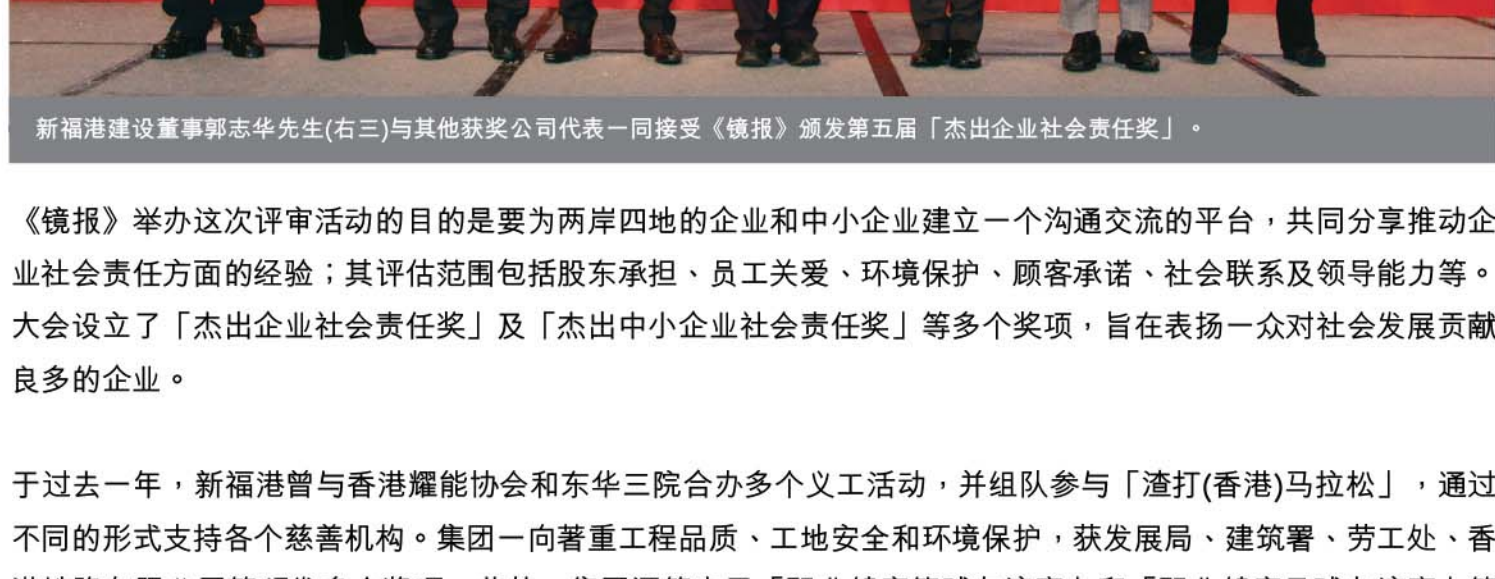 新福港建设董事郭志华先生(右三)与其他获奖公司代表一同接受《镜报》颁发第五届「杰出企业社会责任奖」。
《镜报》举办这次评审活动的目的是要为两岸四地的企业和中小企业建立一个沟通交流的平台，共同分享推动企
业社会责任方面的经验；其评估范围包括股东承担、员工关爱、环境保护、顾客承诺、社会联系及领导能力等。
大会设立了「杰出企业社会责任奖」及「杰出中小企业社会责任奖」等多个奖项，旨在表扬一众对社会发展贡献
良多的企业。
于过去一年，新福港曾与香港耀能协会和东华三院合办多个义工活动，并组队参与「渣打(香港)马拉松」，通过
不同的形式支持各个慈善机构。集团一向著重工程品质、工地安全和环境保护，获发展局、建筑署、劳工处、香